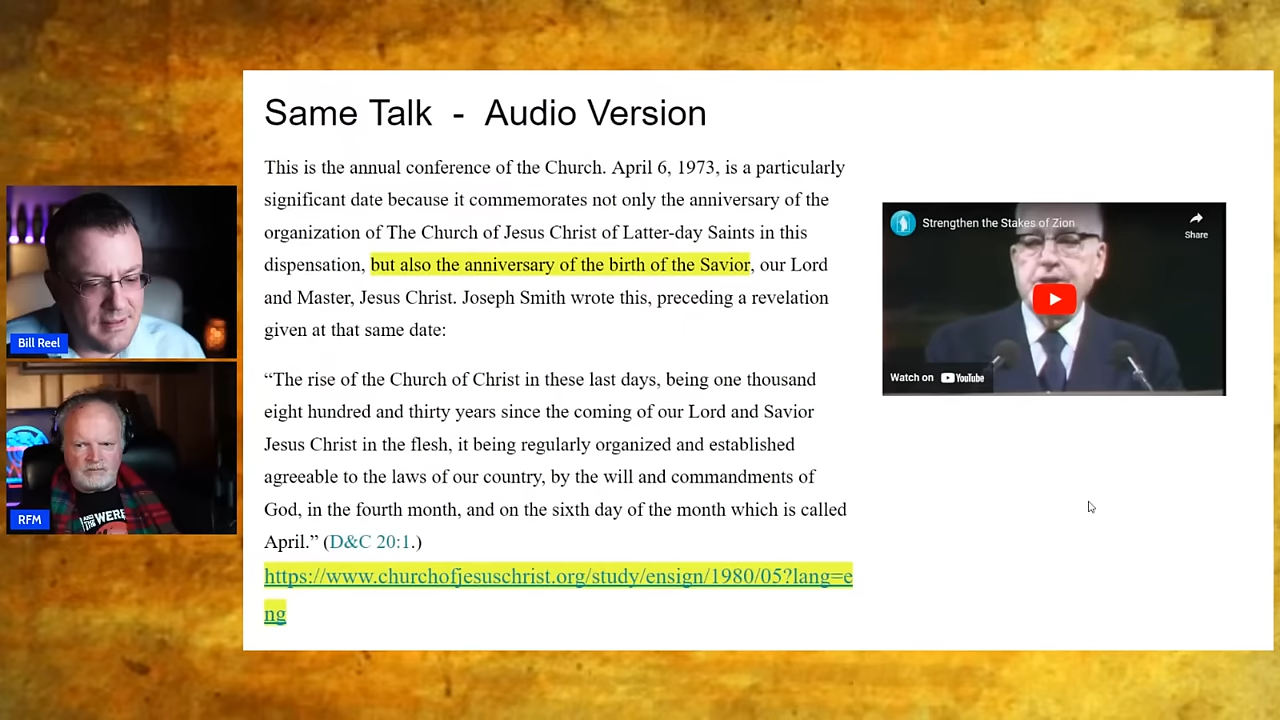 Same Talk - Audio Version
This is the annual conference of the Church. April 6, 1973, is a particularly
significant date because it commemorates not only the anniversary of the
organization of The Church of Jesus Christ of Latter-day Saints in this
dispensation, but also the anniversary of the birth of the Savior, our Lord
and Master, Jesus Christ. Joseph Smith wrote this, preceding a revelation
given at that same date:
“The rise of the Church of Christ in these last days, being one thousand
eight hundred and thirty years since the coming of our Lord and Savior
Jesus Christ in the flesh, it being regularly organized and established
agreeable to the laws of our country, by the will and commandments of
God, in the fourth month, and on the sixth day of the month which is called
April.” (D&C 20:1.)
https://www.churchofjesuschrist.org/study/ensign/1980/05?lang=e
ng
Strengthen the Stakes of Zion
Share
Watch on YouTube
Bill Reel
RFM
WERE